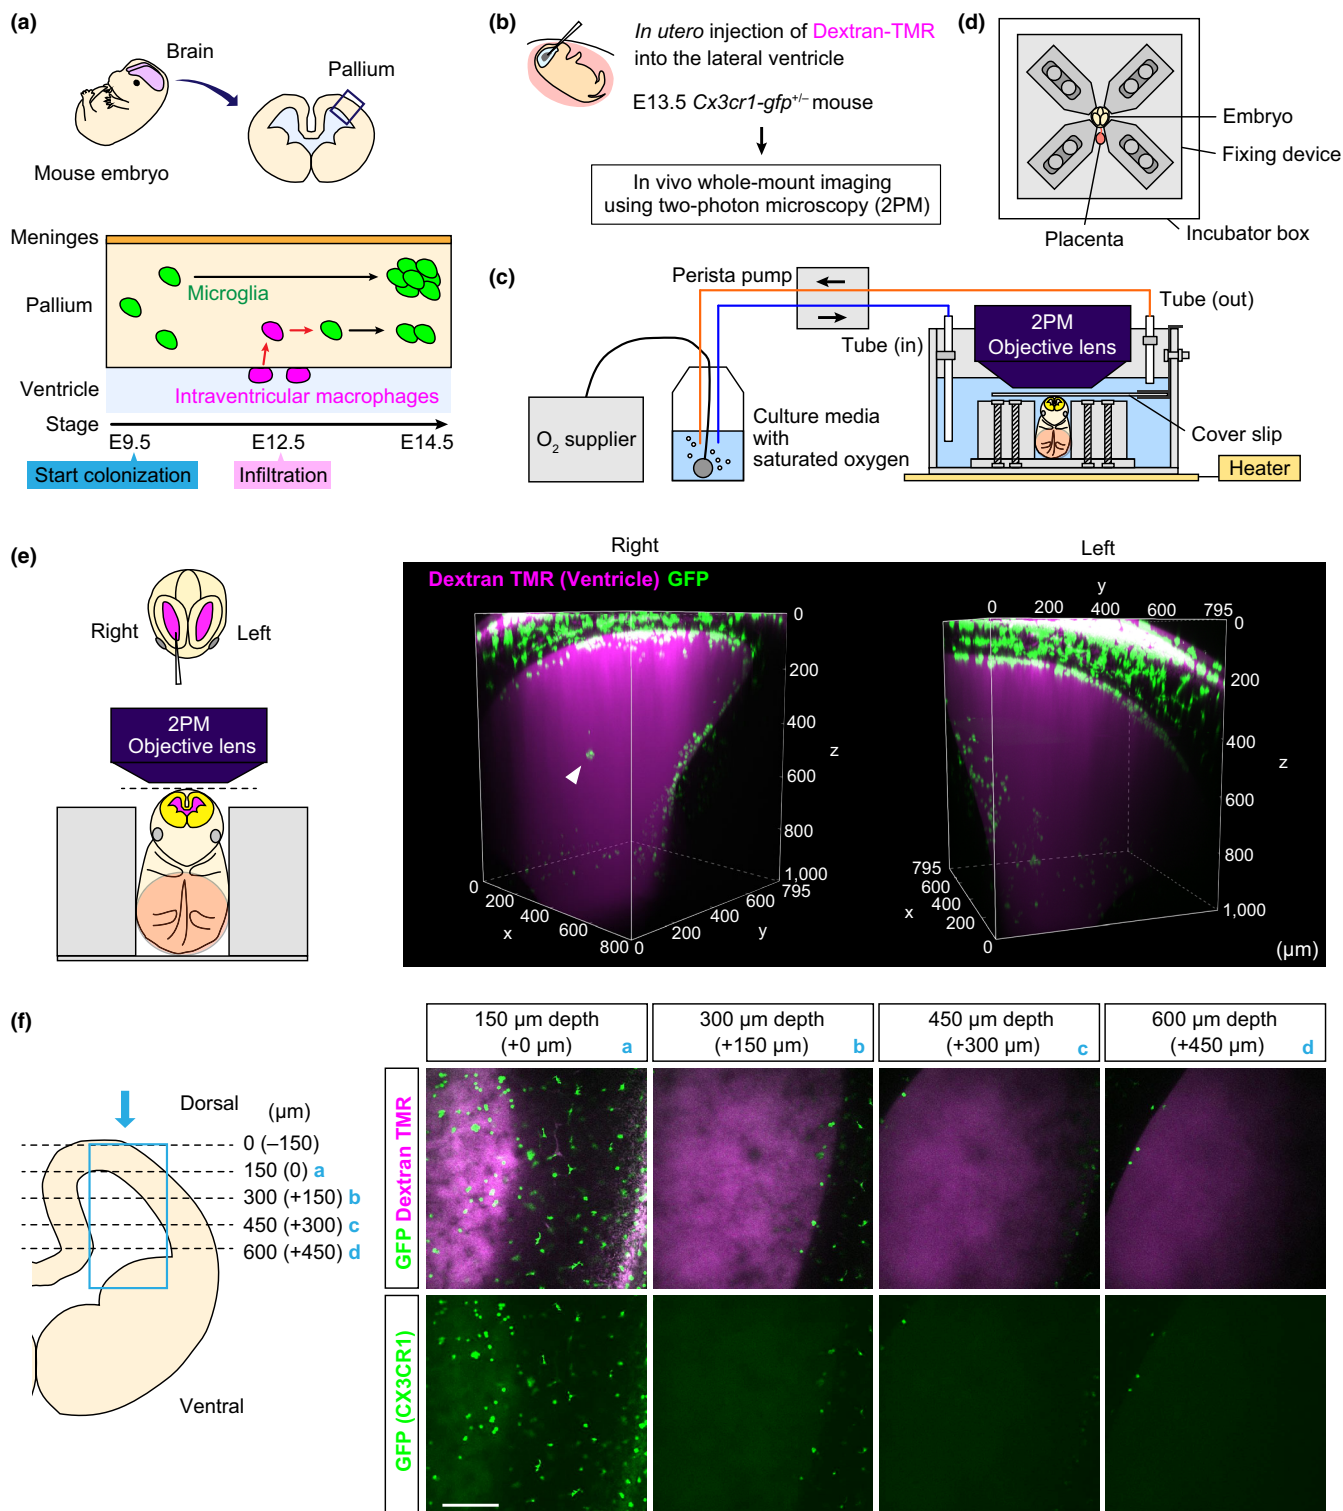 (a)
Brain
Pallium
Mouse embryo
Meninges
Pallium
Microglia
Ventricle
Intraventricular macrophages
Stage
E9.5
E12.5
E14.5
Start colonization
Infiltration
(b)
In utero injection of Dextran-TMR
into the lateral ventricle
E13.5 Cx3cr1-gfp+/– mouse
In vivo whole-mount imaging
using two-photon microscopy (2PM)
(d)
Embryo
Fixing device
Placenta
Incubator box
(c)
Perista pump
Tube (out)
Tube (in)
2PM
Objective lens
O2 supplier
Culture media
with
saturated oxygen
Cover slip
Heater
(e)
Right
Left
2PM
Objective lens
Right
Left
Dextran TMR (Ventricle) GFP
0
200
400
z
600
800
1,000
0
200
400
x
600
800
0
200
400
y
600
795
y
0
200
400
600
795
0
200
400
z
600
800
1,000
795
600
400
x
200
0
(µm)
(f)
Dorsal
(µm)
0 (–150)
150 (0) a
300 (+150) b
450 (+300) c
600 (+450) d
Ventral
150 µm depth
(+0 µm) a
300 µm depth
(+150 µm) b
450 µm depth
(+300 µm) c
600 µm depth
(+450 µm) d
GFP Dextran TMR
GFP (CX3CR1)